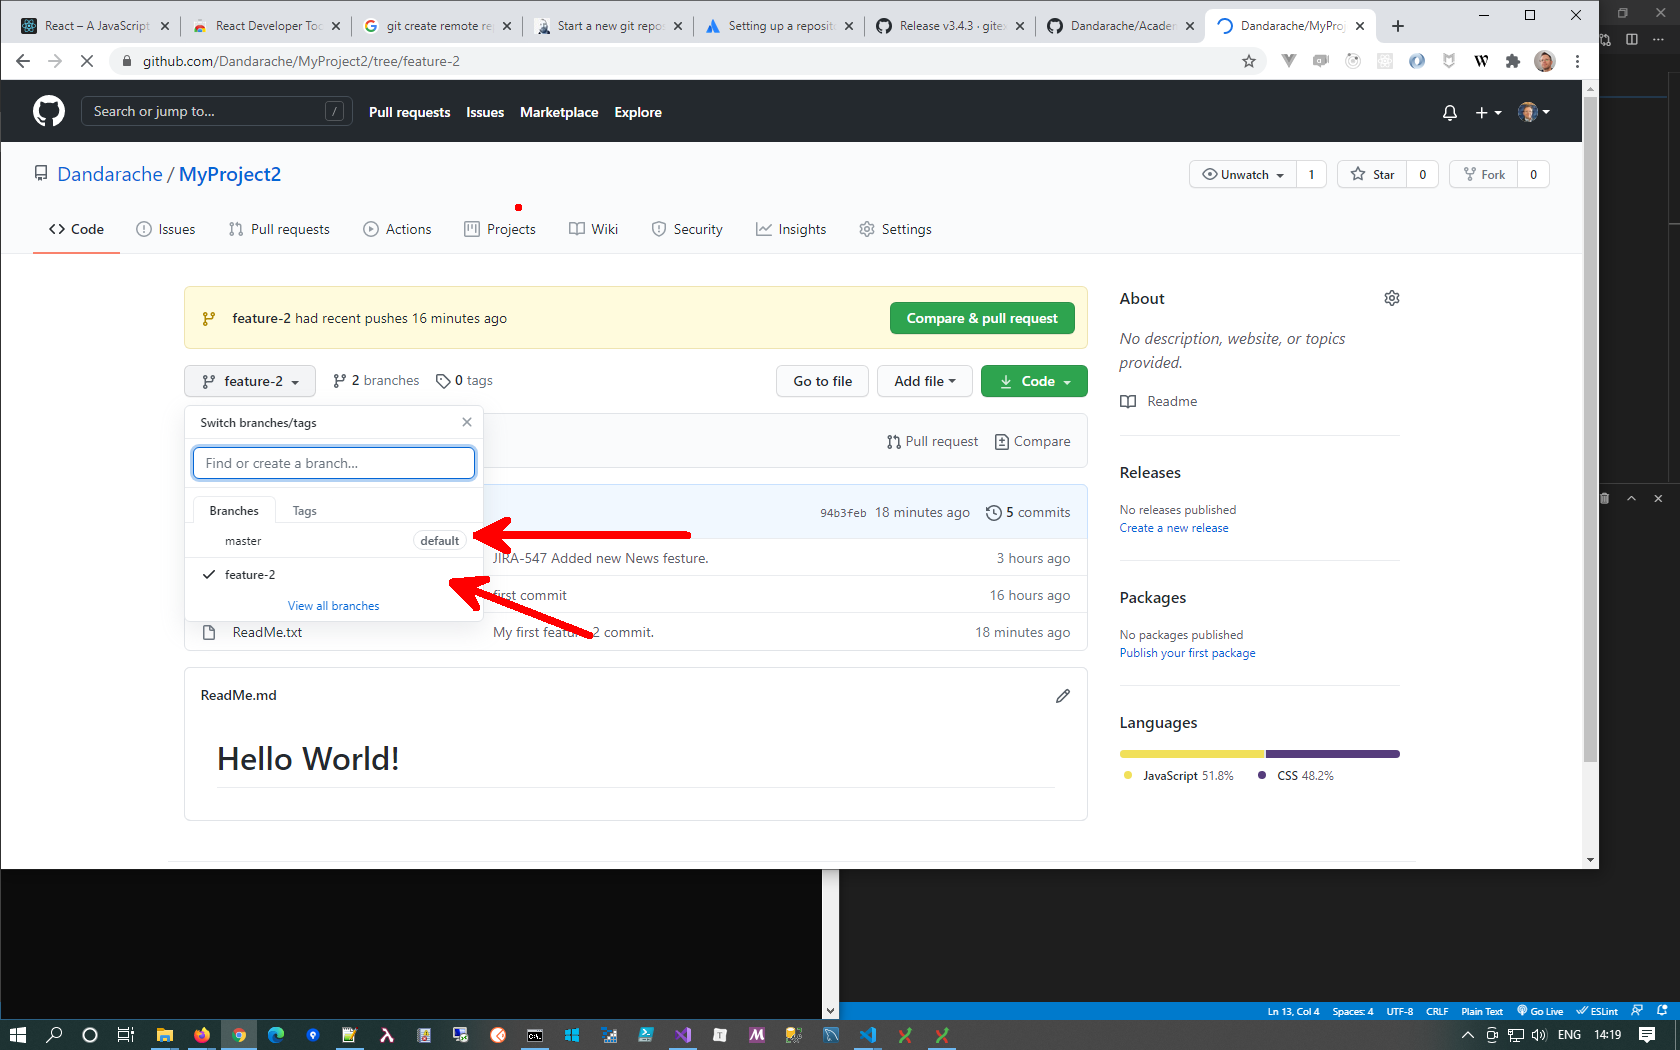 React – A JavaScript
React Developer Too
git create remote re
Start a new git repos
Setting up a reposito
Release v3.4.3 · gitex
Dandarache/Acader
Dandarache/MyProj
github.com/Dandarache/MyProject2/tree/feature-2
Search or jump to...
/
Pull requests
Issues
Marketplace
Explore
Dandarache / MyProject2
Unwatch
1
Star
0
Fork
0
Code
Issues
Pull requests
Actions
Projects
Wiki
Security
Insights
Settings
feature-2 had recent pushes 16 minutes ago
Compare & pull request
feature-2
2 branches
0 tags
Go to file
Add file
Code
Switch branches/tags
Find or create a branch...
Branches
Tags
master
default
feature-2
View all branches
Pull request
Compare
94b3feb 18 minutes ago
5 commits
JIRA-547 Added new News festure.
3 hours ago
first commit
16 hours ago
ReadMe.txt
My first feature-2 commit.
18 minutes ago
ReadMe.md
Hello World!
About
No description, website, or topics
provided.
Readme
Releases
No releases published
Create a new release
Packages
No packages published
Publish your first package
Languages
JavaScript 51.8%
CSS 48.2%
Ln 13, Col 4
Spaces: 4
UTF-8
CRLF
Plain Text
Go Live
ESLint
ENG
14:19